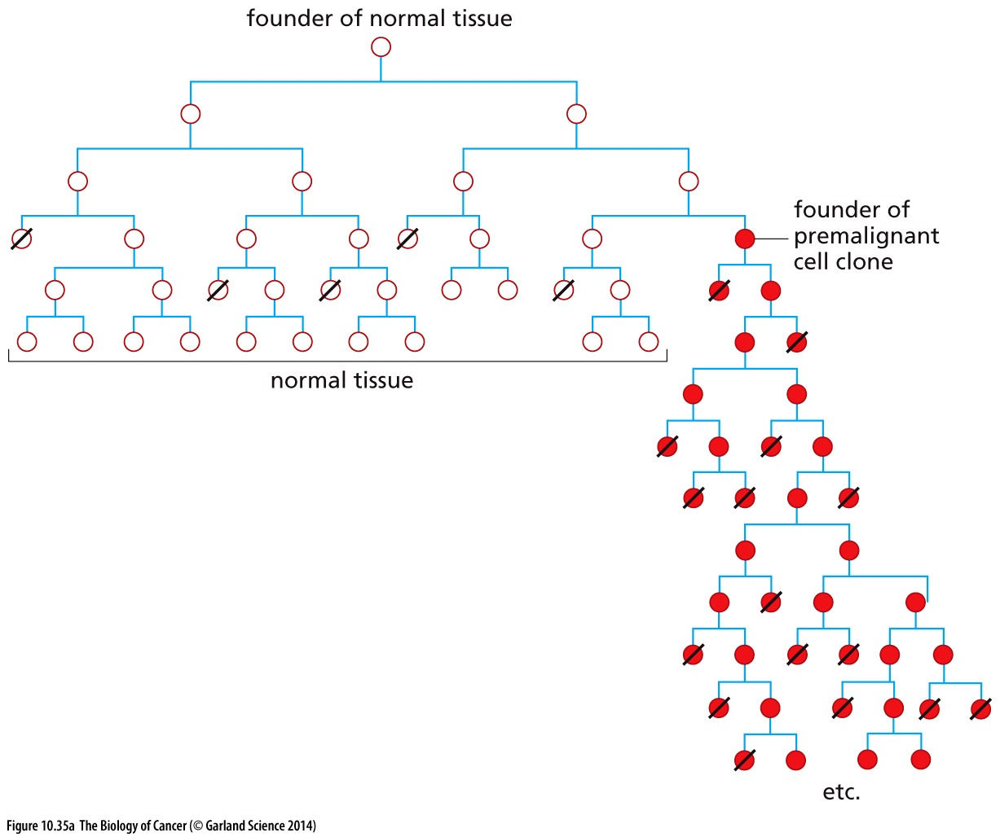 founder of normal tissue
founder of
premalignant
cell clone
normal tissue
etc.
Figure 10.35a The Biology of Cancer (© Garland Science 2014)